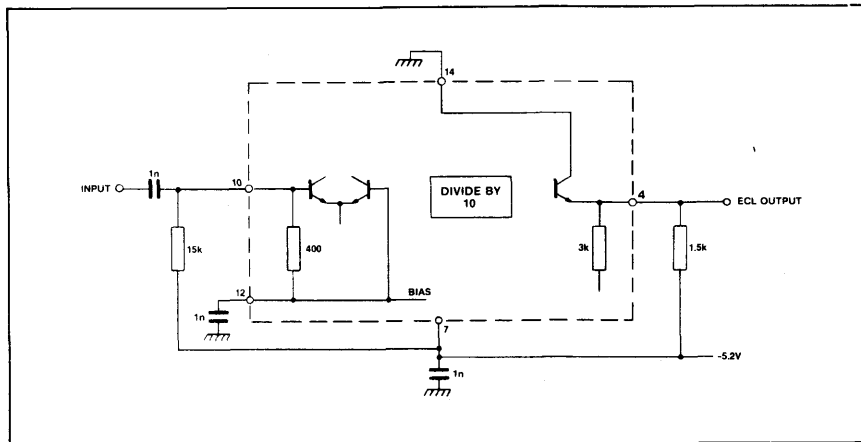 14
1n
INPUT
10
DIVIDE BY
10
4
ECL OUTPUT
15k
400
3k
1.5k
12
BIAS
1n
7
-5.2V
1n